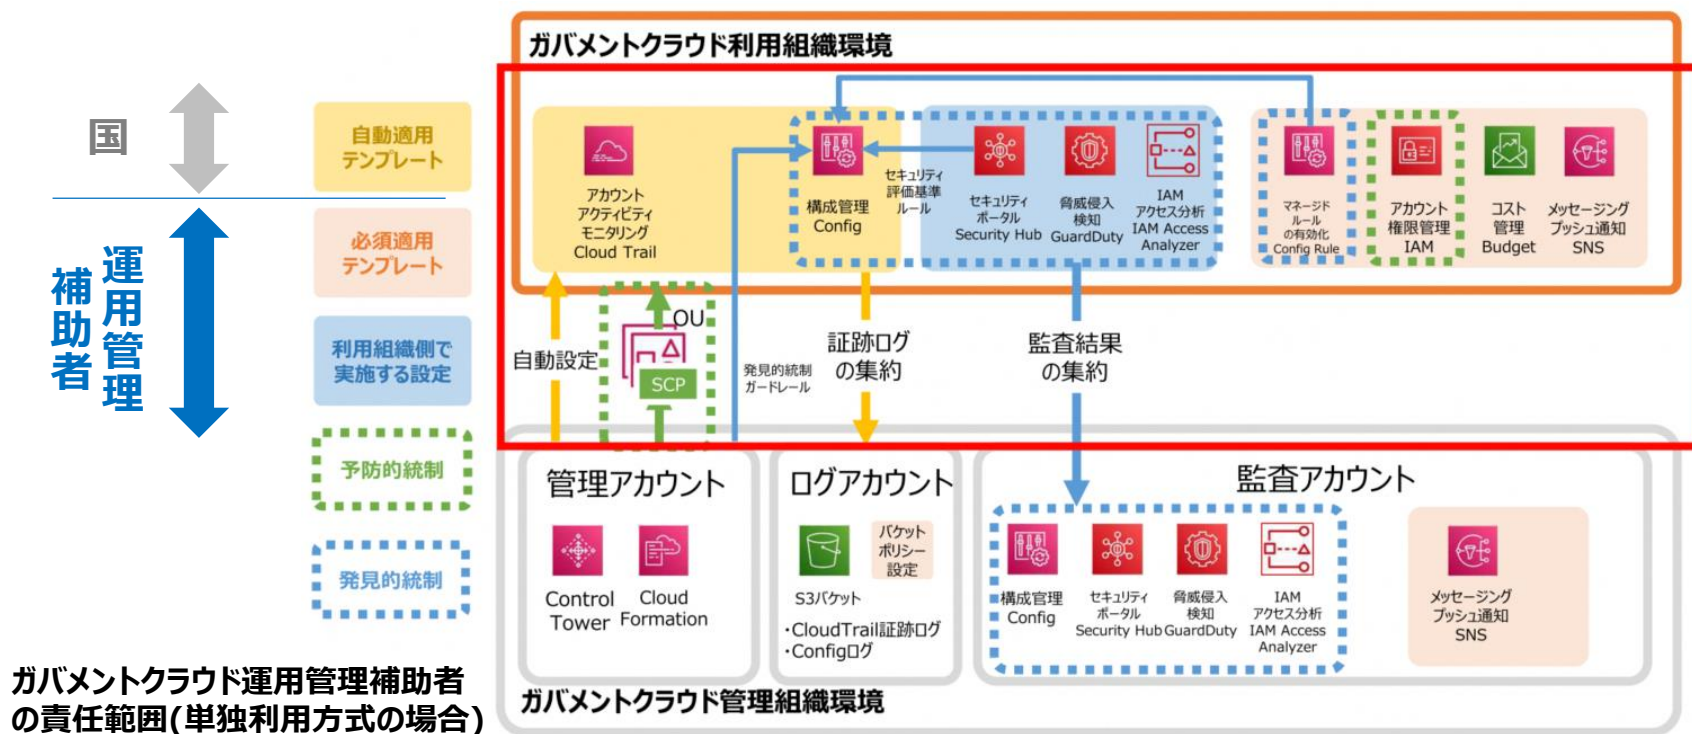 ガバメントクラウド利用組織環境
国
運用管理
補助者
自動適用
テンプレート
必須適用
テンプレート
利用組織側で
実施する設定
予防的統制
発見的統制
アカウント
アクティビティ
モニタリング
Cloud Trail
構成管理
Config
セキュリティ
評価基準
ルール
セキュリティ
ポータル
Security Hub
脅威侵入
検知
GuardDuty
IAM
アクセス分析
IAM Access
Analyzer
マネージド
ルール
の有効化
Config Rule
アカウント
権限管理
IAM
コスト
管理
Budget
メッセージング
プッシュ通知
SNS
自動設定
OU
SCP
発見的統制
ガードレール
証跡ログ
の集約
監査結果
の集約
管理アカウント
Control
Tower
Cloud
Formation
ログアカウント
バケット
ポリシー
設定
S3バケット
・CloudTrail証跡ログ
・Configログ
監査アカウント
構成管理
Config
セキュリティ
ポータル
Security Hub
脅威侵入
検知
GuardDuty
IAM
アクセス分析
IAM Access
Analyzer
メッセージング
プッシュ通知
SNS
ガバメントクラウド管理組織環境
ガバメントクラウド運用管理補助者
の責任範囲(単独利用方式の場合)